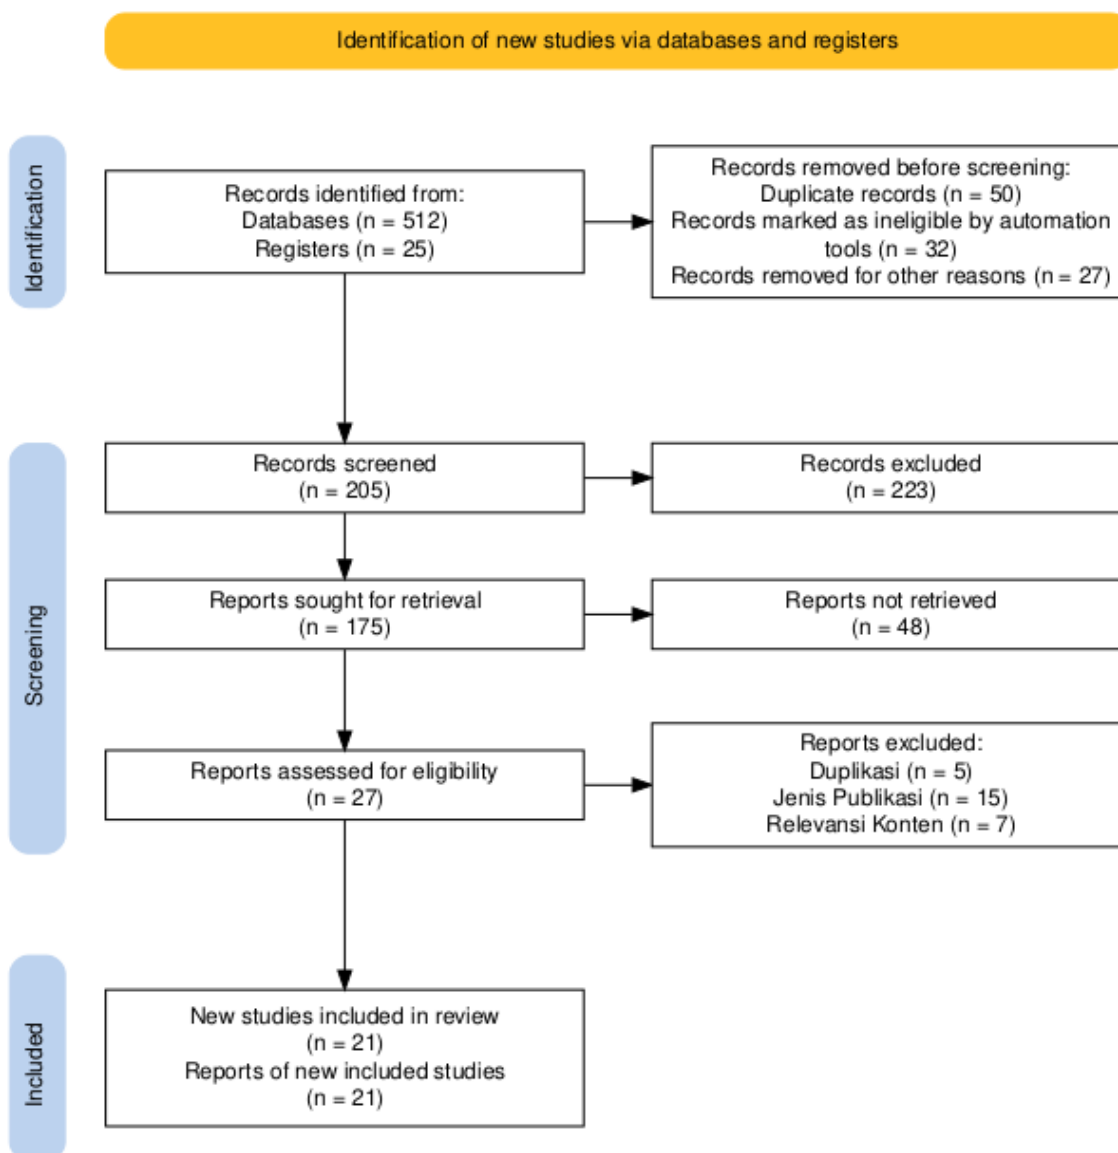 Identification of new studies via databases and registers
Identification
Records identified from:
Databases (n = 512)
Registers (n = 25)
Records removed before screening:
Duplicate records (n = 50)
Records marked as ineligible by automation
tools (n = 32)
Records removed for other reasons (n = 27)
Screening
Records screened
(n = 205)
Records excluded
(n = 223)
Reports sought for retrieval
(n = 175)
Reports not retrieved
(n = 48)
Reports assessed for eligibility
(n = 27)
Reports excluded:
Duplikasi (n = 5)
Jenis Publikasi (n = 15)
Relevansi Konten (n = 7)
Included
New studies included in review
(n = 21)
Reports of new included studies
(n = 21)